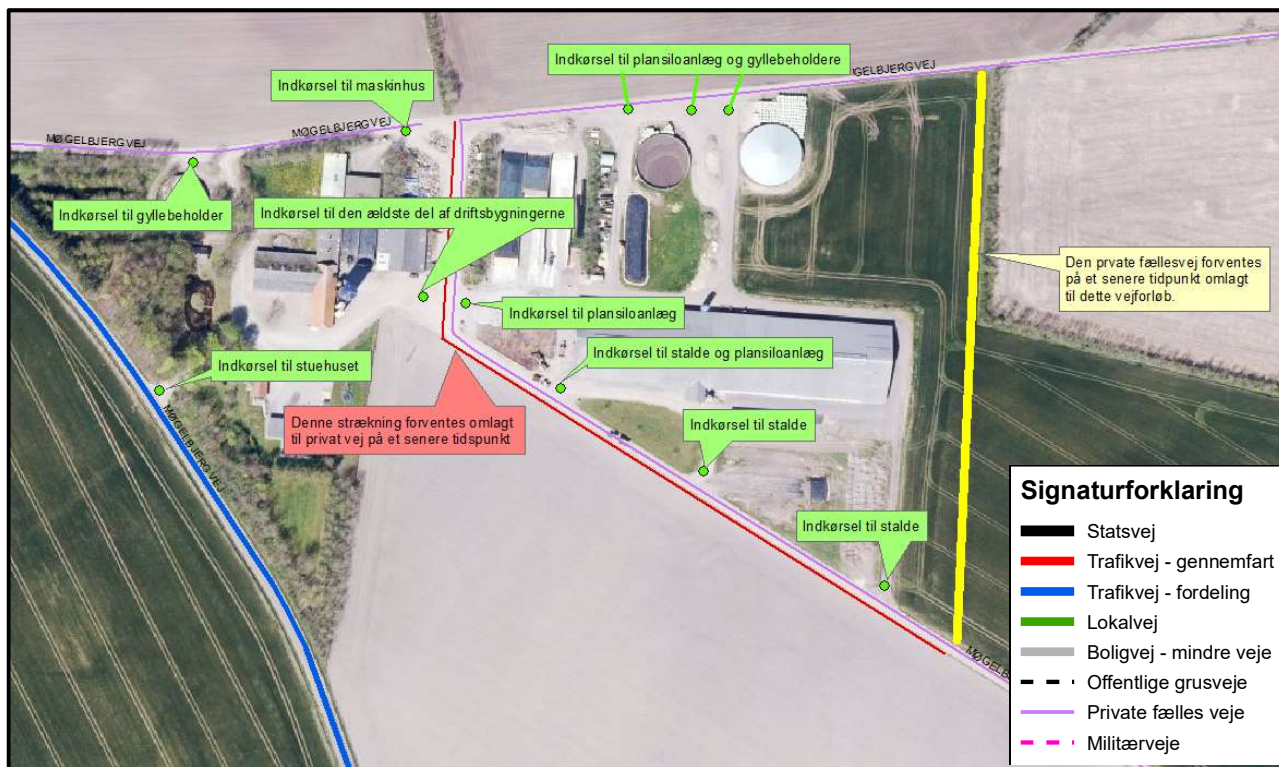 Indkørsel til plansiloanlæg og gyllebeholdere
GELBJERGVEJ
Indkørsel til maskinhus
MØGELBJERGVEJ
MØGELBJERGVEJ
Indkørsel til gyllebeholder
Indkørsel til den ældste del af driftsbygningerne
Den prvate fællesvej forventes
på et senere tidpunkt omlagt
til dette vejforløb.
Indkørsel til plansiloanlæg
Indkørsel til stalde og plansiloanlæg
Indkørsel til stuehuset
Denne strækning forventes omlagt
til privat vej på et senere tidspunkt
Indkørsel til stalde
MØGELBJERGVEJ
Indkørsel til stalde
MØGELB
Signaturforklaring
Statsvej
Trafikvej - gennemfart
Trafikvej - fordeling
Lokalvej
Boligvej - mindre veje
Offentlige grusveje
Private fælles veje
Militærveje